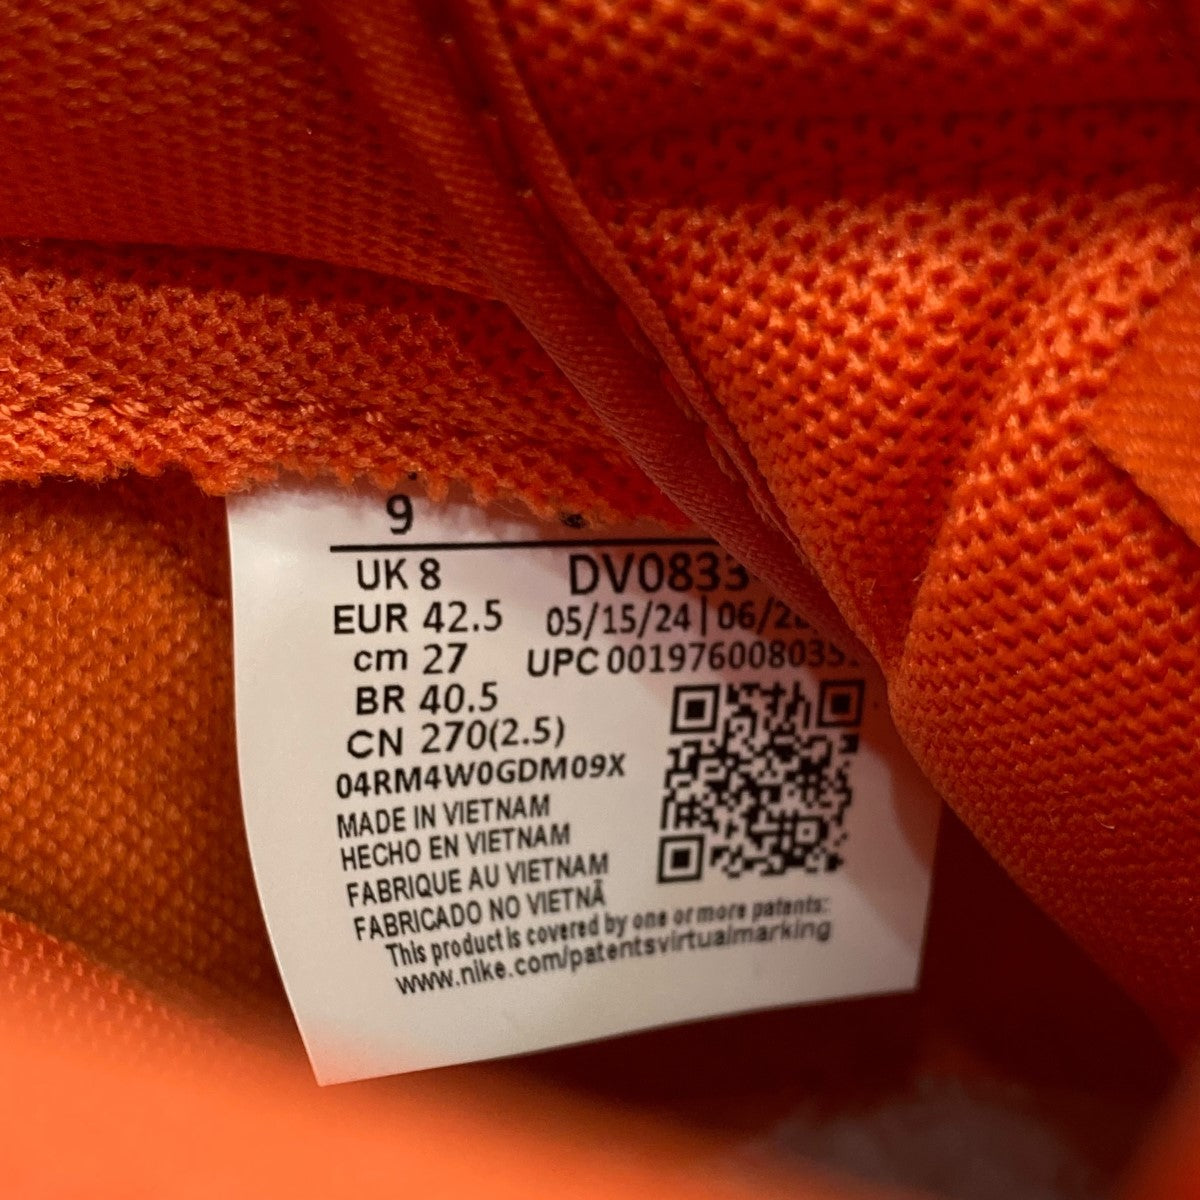 9
UK 8 DV0833
EUR 42.5 05/15/24 | 06/2
cm 27 UPC 001976008035
BR 40.5
CN 270(2.5)
04RM4W0GDM09X
MADE IN VIETNAM
HECHO EN VIETNAM
FABRIQUE AU VIETNAM
FABRICADO NO VIETNÃ
This product is covered by one or more patents:
www.nike.com/patentsvirtualmarking